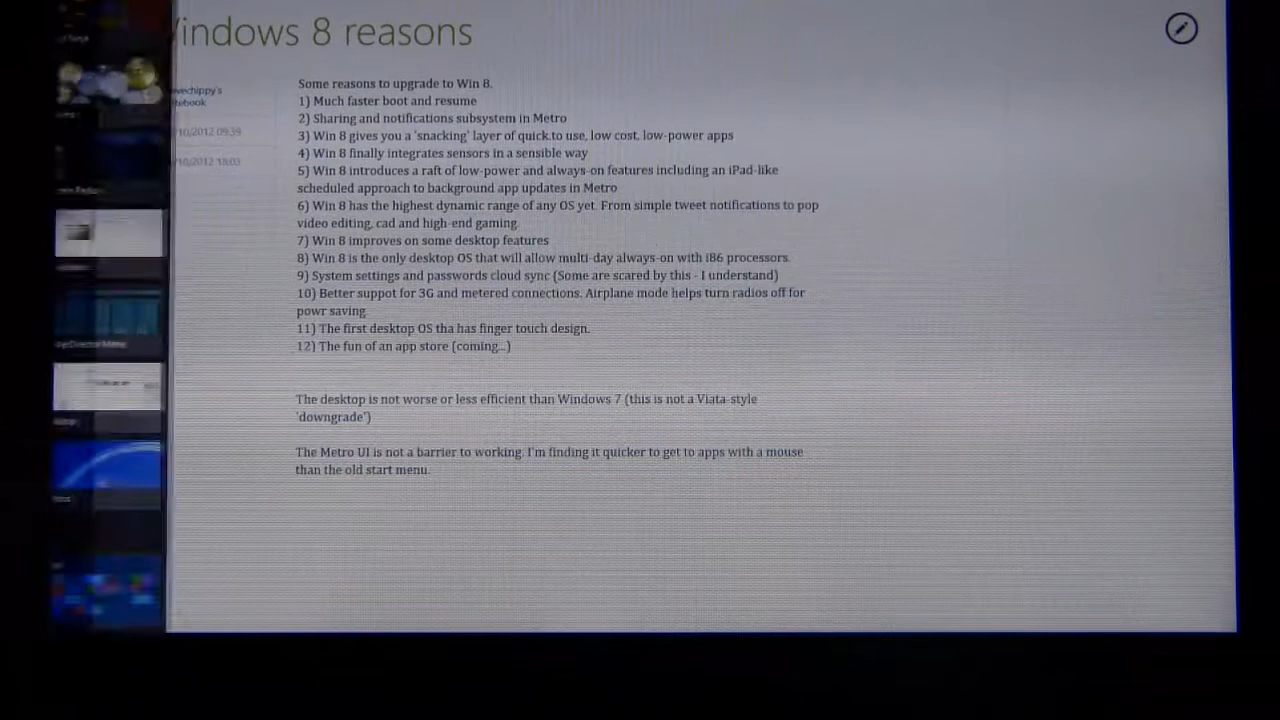 indows 8 reasons
Some reasons to upgrade to Win 8.
1) Much faster boot and resume
2) Sharing and notifications subsystem in Metro
3) Win 8 gives you a 'snacking' layer of quick.to use, low cost, low-power apps
4) Win 8 finally integrates sensors in a sensible way
5) Win 8 introduces a raft of low-power and always-on features including an iPad-like
scheduled approach to background app updates in Metro
6) Win 8 has the highest dynamic range of any OS yet. From simple tweet notifications to pop
video editing, cad and high-end gaming.
7) Win 8 improves on some desktop features
8) Win 8 is the only desktop OS that will allow multi-day always-on with i86 processors.
9) System settings and passwords cloud sync (Some are scared by this - I understand)
10) Better suppot for 3G and metered connections. Airplane mode helps turn radios off for
powr saving.
11) The first desktop OS tha has finger touch design.
12) The fun of an app store (coming...)
The desktop is not worse or less efficient than Windows 7 (this is not a Viata-style
'downgrade')
The Metro UI is not a barrier to working. I'm finding it quicker to get to apps with a mouse
than the old start menu.
evechippy's
tebook
/10/2012 09:39
/10/2012 18:03